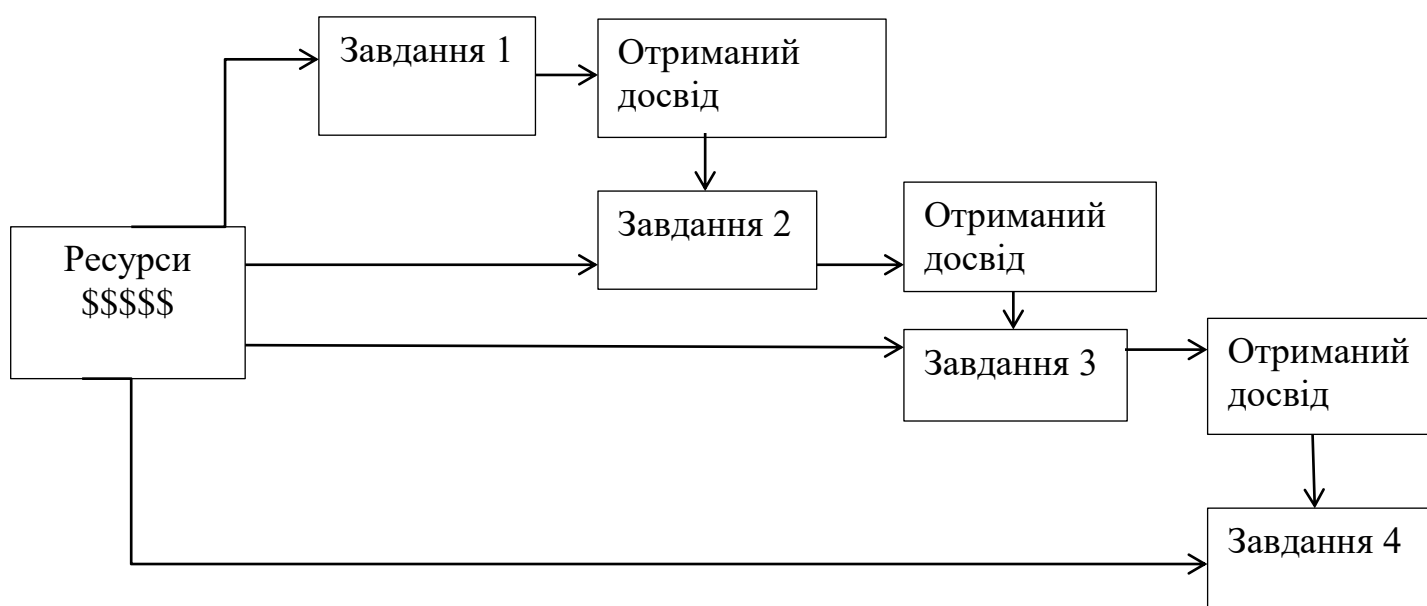 Завдання 1
Отриманий
досвід
Завдання 2
Отриманий
досвід
Ресурси
$$$$$
Завдання 3
Отриманий
досвід
Завдання 4